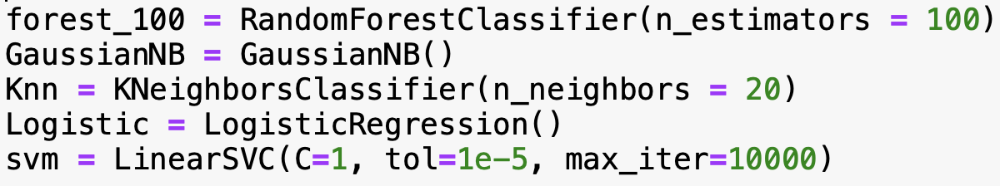 forest_100 = RandomForestClassifier(n_estimators = 100)
GaussianNB = GaussianNB()
Knn = KNeighborsClassifier(n_neighbors = 20)
Logistic = LogisticRegression()
svm = LinearSVC(C=1, tol=1e-5, max_iter=10000)